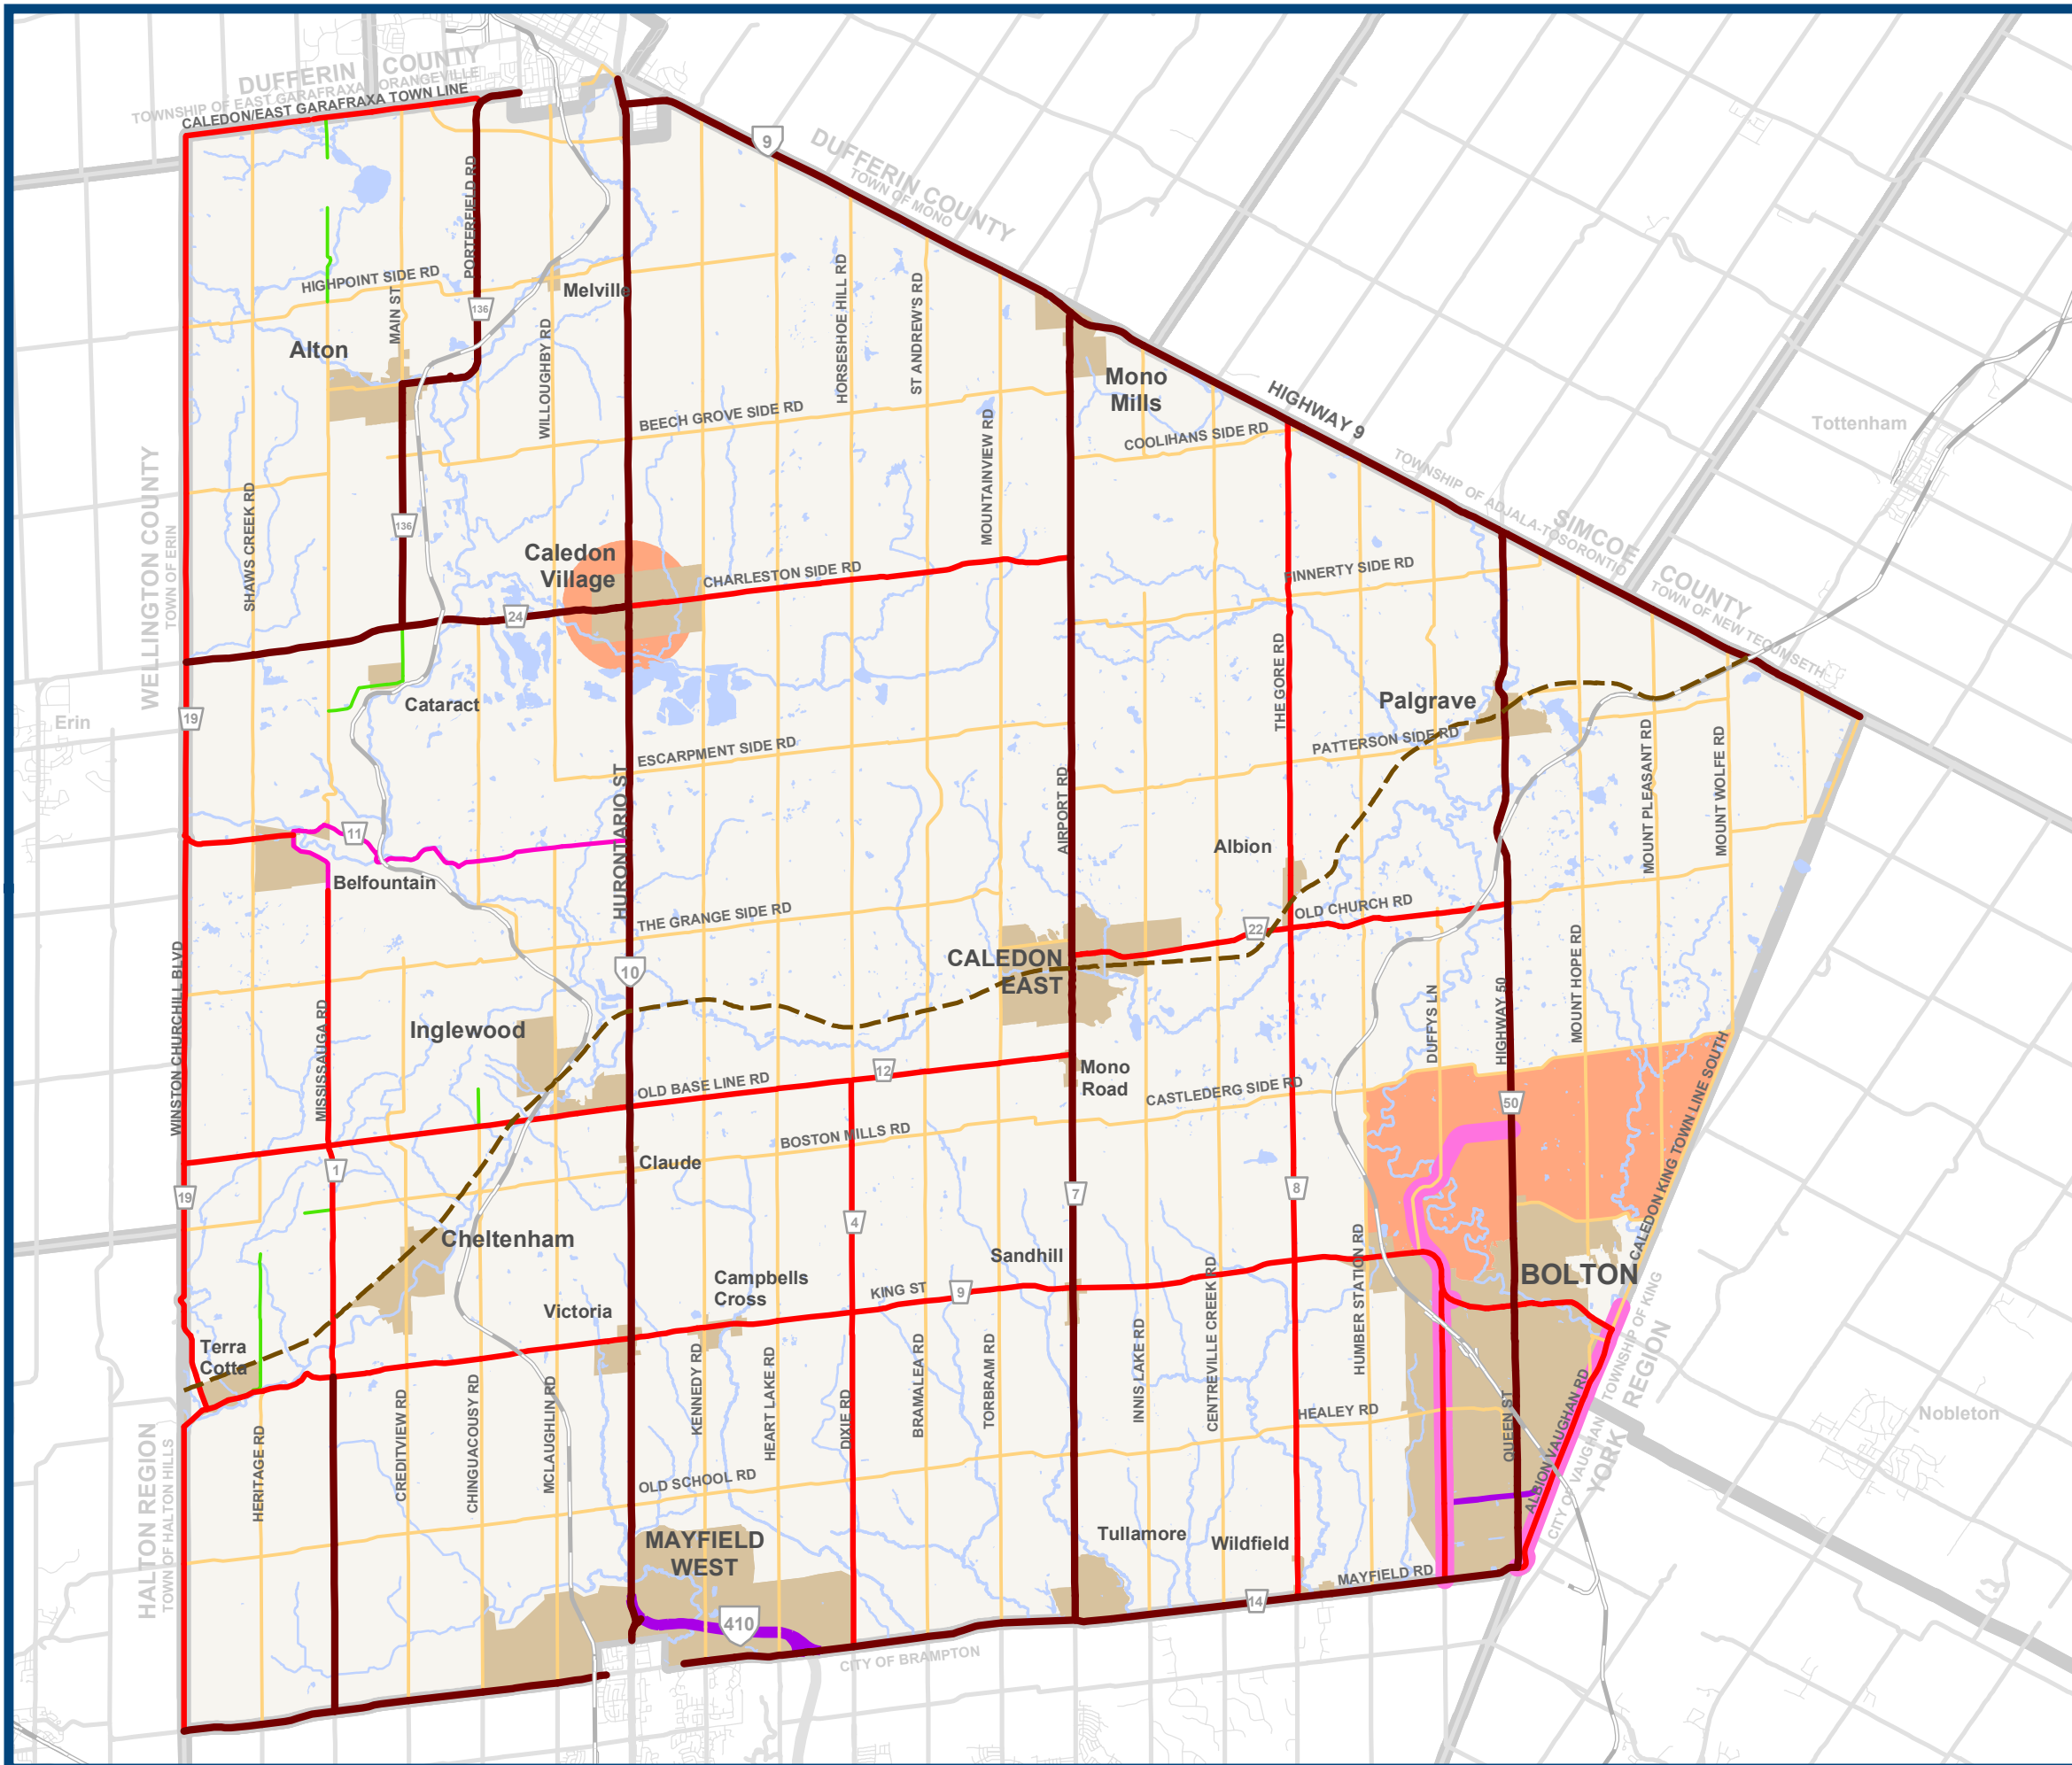 DUFFERIN COUNTY
TOWNSHIP OF EAST GARAFRAXA
ORANGEVILLE
CALEDON/EAST GARAFRAXA TOWN LINE
9
DUFFERIN COUNTY
TOWN OF MONO
PORTERFIELD RD
HIGHPOINT SIDE RD
MAIN ST
136
Melville
HORSESHOE HILL RD
ST ANDREW'S RD
Alton
WILLOUGHBY RD
Mono
Mills
HIGHWAY 9
BEECH GROVE SIDE RD
MOUNTAINVIEW RD
COOLIHANS SIDE RD
Tottenham
TOWNSHIP OF ADJALA-TOSORONTIO
SIMCOE
COUNTY
TOWN OF NEW TECUMSETH
WELLINGTON COUNTY
TOWN OF ERIN
SHAWS CREEK RD
136
Caledon
Village
CHARLESTON SIDE RD
FINNERTY SIDE RD
24
THE GORE RD
Palgrave
Cataract
19
Erin
ESCARPMENT SIDE RD
PATTERSON SIDE RD
MOUNT PLEASANT RD
MOUNT WOLFE RD
HURONTARIO ST
AIRPORT RD
11
Albion
Belfountain
THE GRANGE SIDE RD
OLD CHURCH RD
22
WINSTON CHURCHILL BLVD
CALEDON
EAST
10
MOUNT HOPE RD
HIGHWAY 50
DUFFYS LN
MISSISSAUGA RD
Inglewood
OLD BASE LINE RD
12
Mono
Road
CASTLEDERG SIDE RD
50
CALEDON KING TOWN LINE SOUTH
BOSTON MILLS RD
Claude
1
19
7
8
4
Cheltenham
Sandhill
HUMBER STATION RD
BOLTON
Campbells
Cross
KING ST
9
Victoria
CENTREVILLE CREEK RD
INNIS LAKE RD
TOWNSHIP OF KING
YORK REGION
Terra
Cotta
KENNEDY RD
HEART LAKE RD
DIXIE RD
BRAMALEA RD
TORBRAM RD
HEALEY RD
QUEEN ST
ALBION VAUGHAN RD
CITY OF VAUGHAN
Nobleton
HALTON REGION
TOWN OF HALTON HILLS
HERITAGE RD
CREDITVIEW RD
CHINGUACOUSY RD
MCLAUGHLIN RD
OLD SCHOOL RD
MAYFIELD
WEST
Tullamore
Wildfield
MAYFIELD RD
14
410
CITY OF BRAMPTON